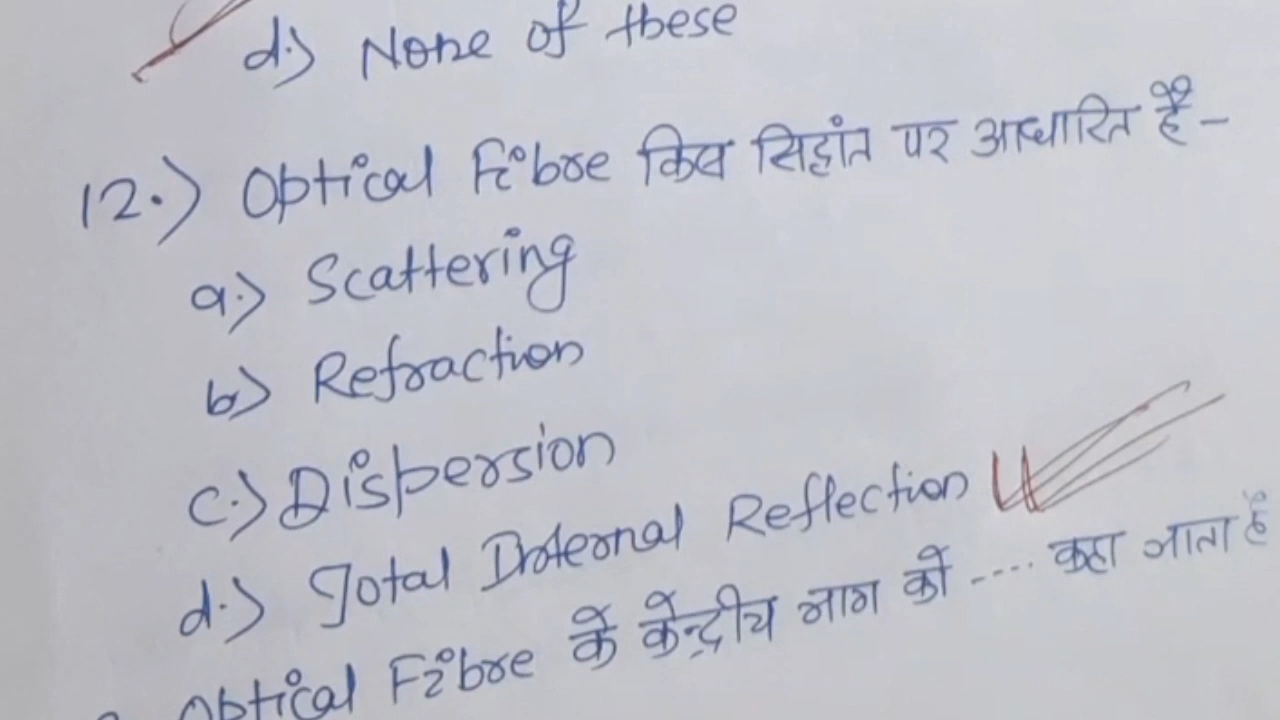 d.) None of these
12.) Optical Fibre किस सिद्धांत पर आधारित है -
a.) Scattering
b.) Refraction
c.) Dispersion
d.) Total Internal Reflection
Optical Fibre के केन्द्रीय भाग को ---- कहा जाता है